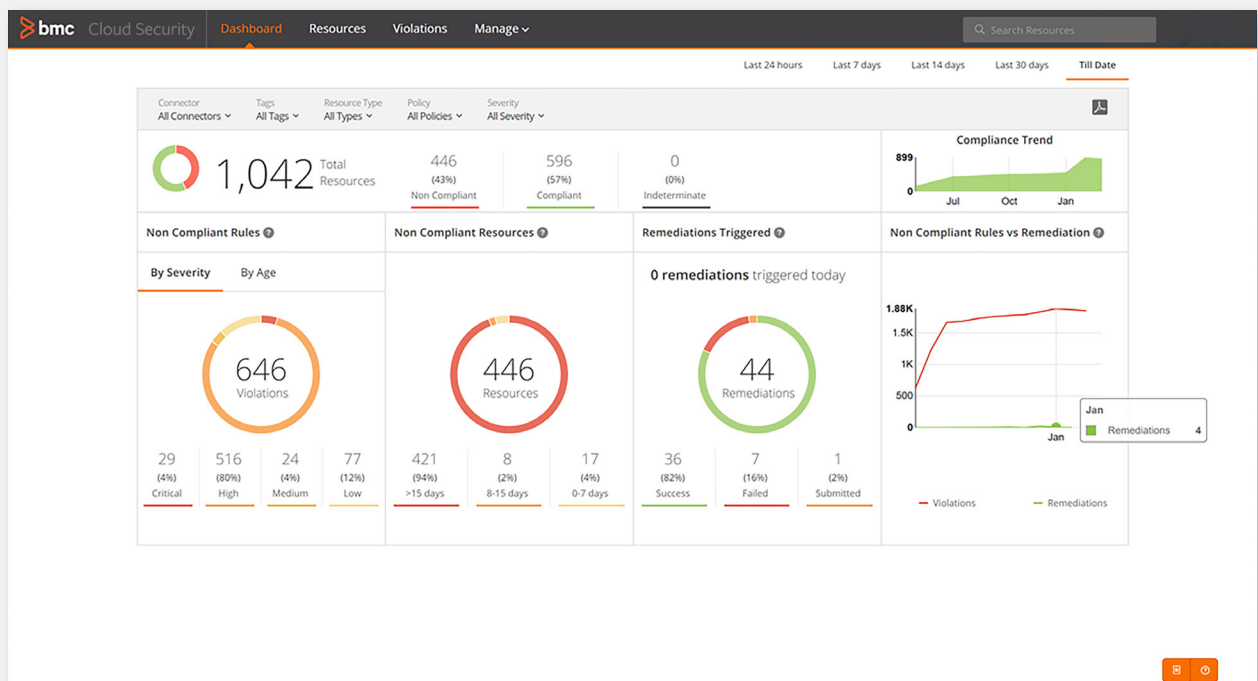 bmc Cloud Security Dashboard Resources Violations Manage Search Resources
Last 24 hours Last 7 days Last 14 days Last 30 days Till Date
Connector Tags Resource Type Policy Severity
All Connectors All Tags All Types All Policies All Severity
1,042 Total Resources
446 596 0
(43%) (57%) (0%)
Non Compliant Compliant Indeterminate
Compliance Trend
899
0
Jul Oct Jan
Non Compliant Rules ? Non Compliant Resources ? Remediations Triggered ? Non Compliant Rules vs Remediation ?
By Severity By Age
646
Violations
29 516 24 77
(4%) (80%) (4%) (12%)
Critical High Medium Low
446
Resources
421 8 17
(94%) (2%) (4%)
>15 days 8-15 days 0-7 days
0 remediations triggered today
44
Remediations
36 7 1
(82%) (16%) (2%)
Success Failed Submitted
1.88K
1.5K
1K
500
0
Jan
Jan
Remediations 4
Violations Remediations